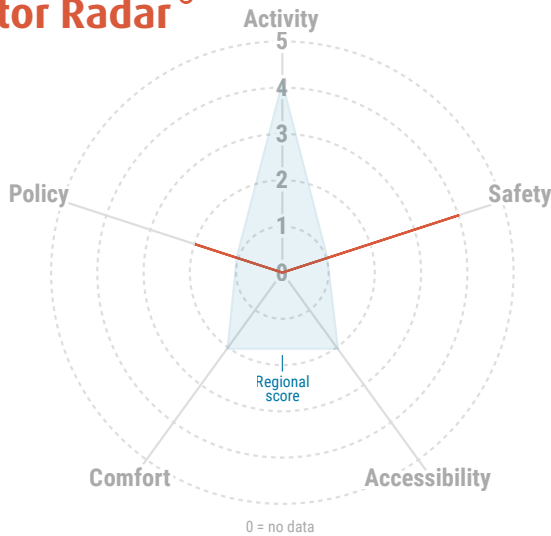 tor Radar
Activity
5
4
3
2
1
0
Policy
Safety
Regional
score
Comfort
Accessibility
0 = no data